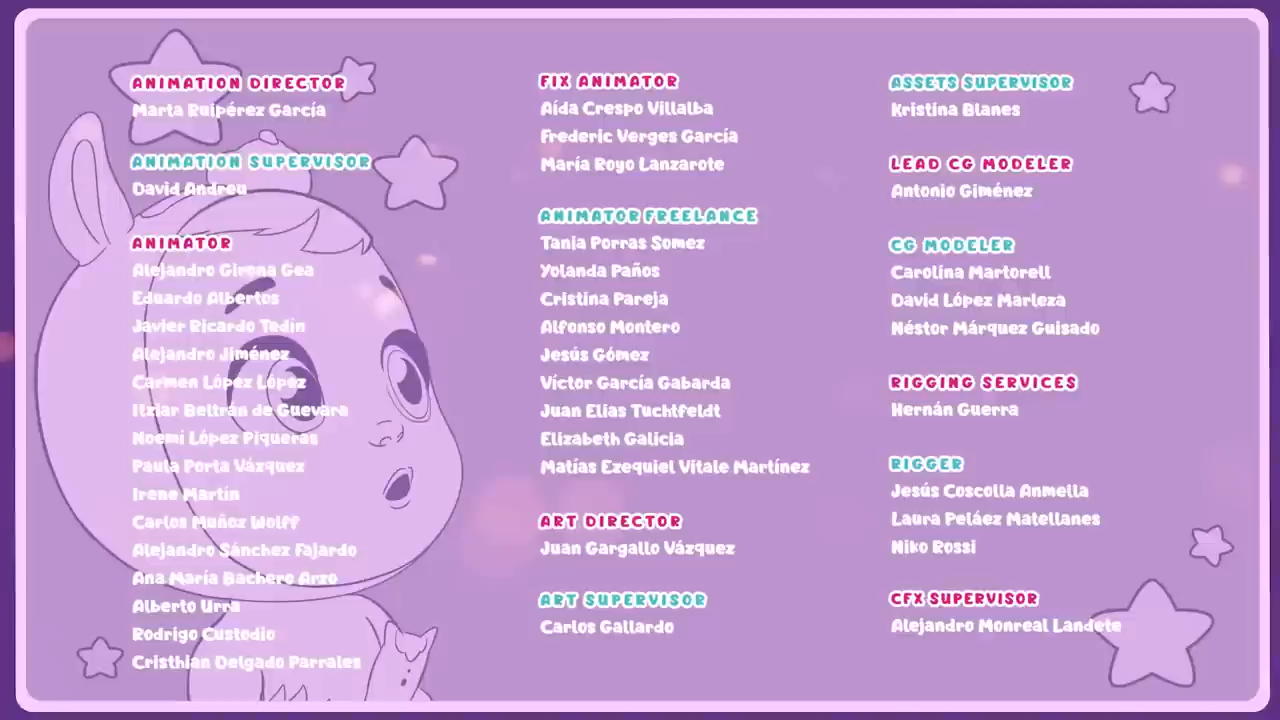 ANIMATION DIRECTOR
Marta Ruipérez García
ANIMATION SUPERVISOR
David Andreu
ANIMATOR
Alejandro Girona Gea
Eduardo Albertos
Javier Ricardo Tedin
Alejandro Jiménez
Carmen López López
Itziar Beltrán de Guevara
Noemí López Piqueras
Paula Porta Vázquez
Irene Martín
Carlos Muñoz Wolff
Alejandro Sánchez Fajardo
Ana María Bachero Arzo
Alberto Urra
Rodrigo Custodio
Cristhian Delgado Parrales
FIX ANIMATOR
Aída Crespo Villalba
Frederic Verges García
María Royo Lanzarote
ANIMATOR FREELANCE
Tania Porras Somez
Yolanda Paños
Cristina Pareja
Alfonso Montero
Jesús Gómez
Víctor García Gabarda
Juan Elias Tuchtfeldt
Elizabeth Galicia
Matías Ezequiel Vitale Martínez
ART DIRECTOR
Juan Gargallo Vázquez
ART SUPERVISOR
Carlos Gallardo
ASSETS SUPERVISOR
Kristina Blanes
LEAD CG MODELER
Antonio Giménez
CG MODELER
Carolina Martorell
David López Marleza
Néstor Márquez Guisado
RIGGING SERVICES
Hernán Guerra
RIGGER
Jesús Coscolla Anmella
Laura Peláez Matellanes
Niko Rossi
CFX SUPERVISOR
Alejandro Monreal Landete